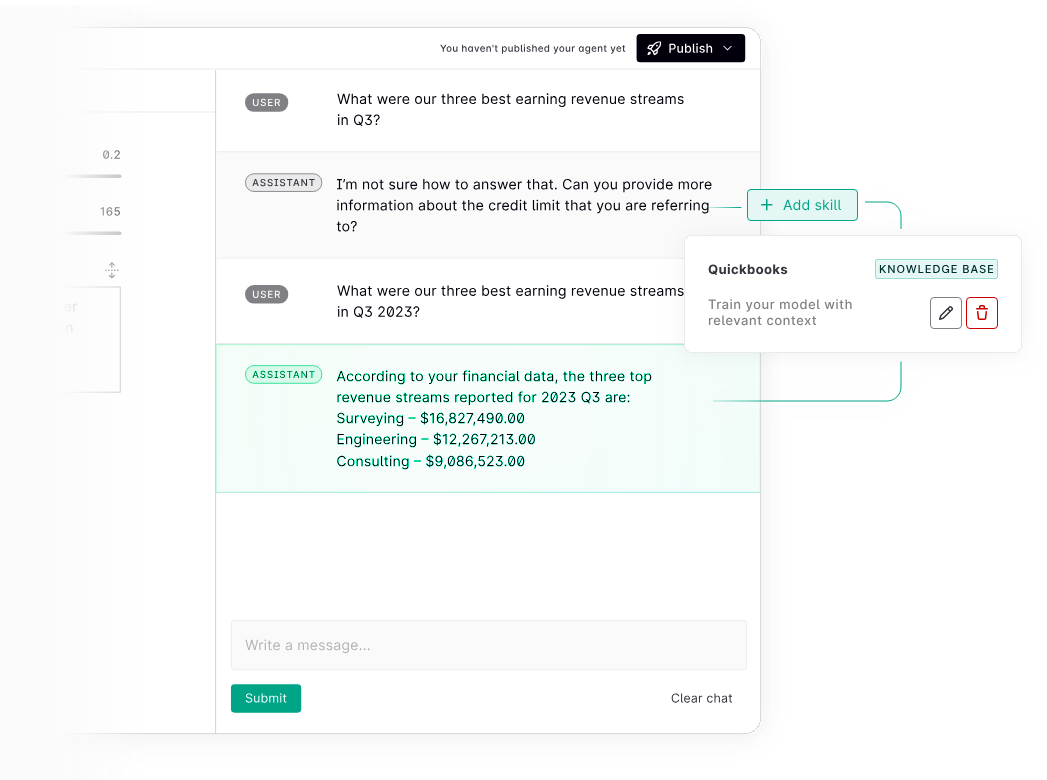 You haven't published your agent yet
Publish
USER
What were our three best earning revenue streams
in Q3?
0.2
165
er
n
ASSISTANT
I'm not sure how to answer that. Can you provide more
information about the credit limit that you are referring
to?
Add skill
Quickbooks
KNOWLEDGE BASE
Train your model with
relevant context
USER
What were our three best earning revenue streams
in Q3 2023?
ASSISTANT
According to your financial data, the three top
revenue streams reported for 2023 Q3 are:
Surveying – $16,827,490.00
Engineering – $12,267,213.00
Consulting – $9,086,523.00
Write a message...
Submit
Clear chat